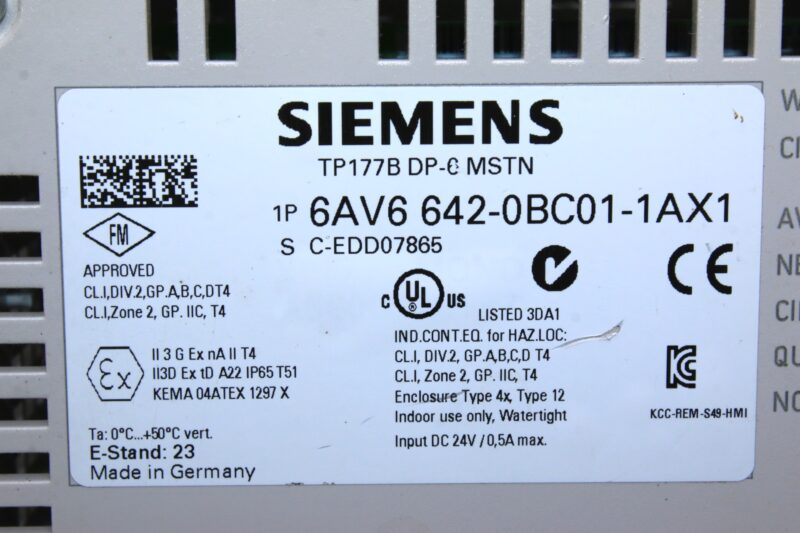 SIEMENS
TP177B DP-6 MSTN
1P 6AV6 642-0BC01-1AX1
S C-EDD07865
FM
APPROVED
CL.I,DIV.2,GP.A,B,C,DT4
CL.I,Zone 2, GP. IIC, T4
C UL US
LISTED 3DA1
IND.CONT.EQ. for HAZ.LOC:
CL.I, DIV.2, GP.A,B,C,D T4
CL.I, Zone 2, GP. IIC, T4
Enclosure Type 4x, Type 12
Indoor use only, Watertight
Input DC 24V / 0,5A max.
CE
KCC-REM-S49-HMI
Ex
II 3 G Ex nA II T4
II3D Ex tD A22 IP65 T51
KEMA 04ATEX 1297 X
Ta: 0°C...+50°C vert.
E-Stand: 23
Made in Germany